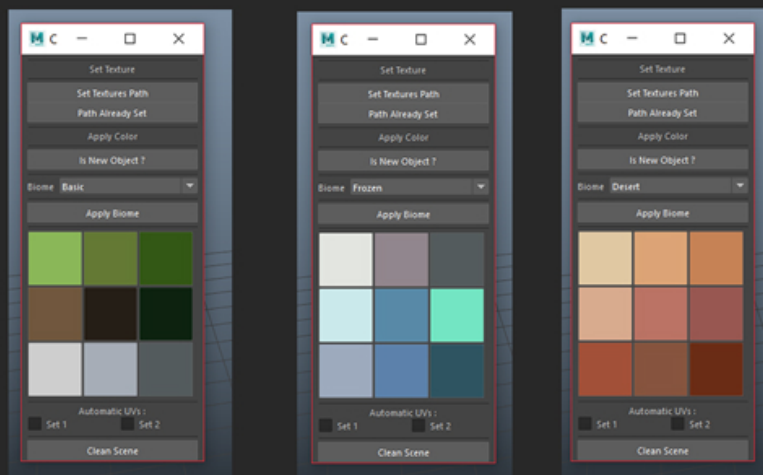 M C
Set Texture
Set Textures Path
Path Already Set
Apply Color
Is New Object ?
Biome Basic
Apply Biome
Automatic UVs :
Set 1 Set 2
Clean Scene
M C
Set Texture
Set Textures Path
Path Already Set
Apply Color
Is New Object ?
Biome Frozen
Apply Biome
Automatic UVs :
Set 1 Set 2
Clean Scene
M C
Set Texture
Set Textures Path
Path Already Set
Apply Color
Is New Object ?
Biome Desert
Apply Biome
Automatic UVs :
Set 1 Set 2
Clean Scene